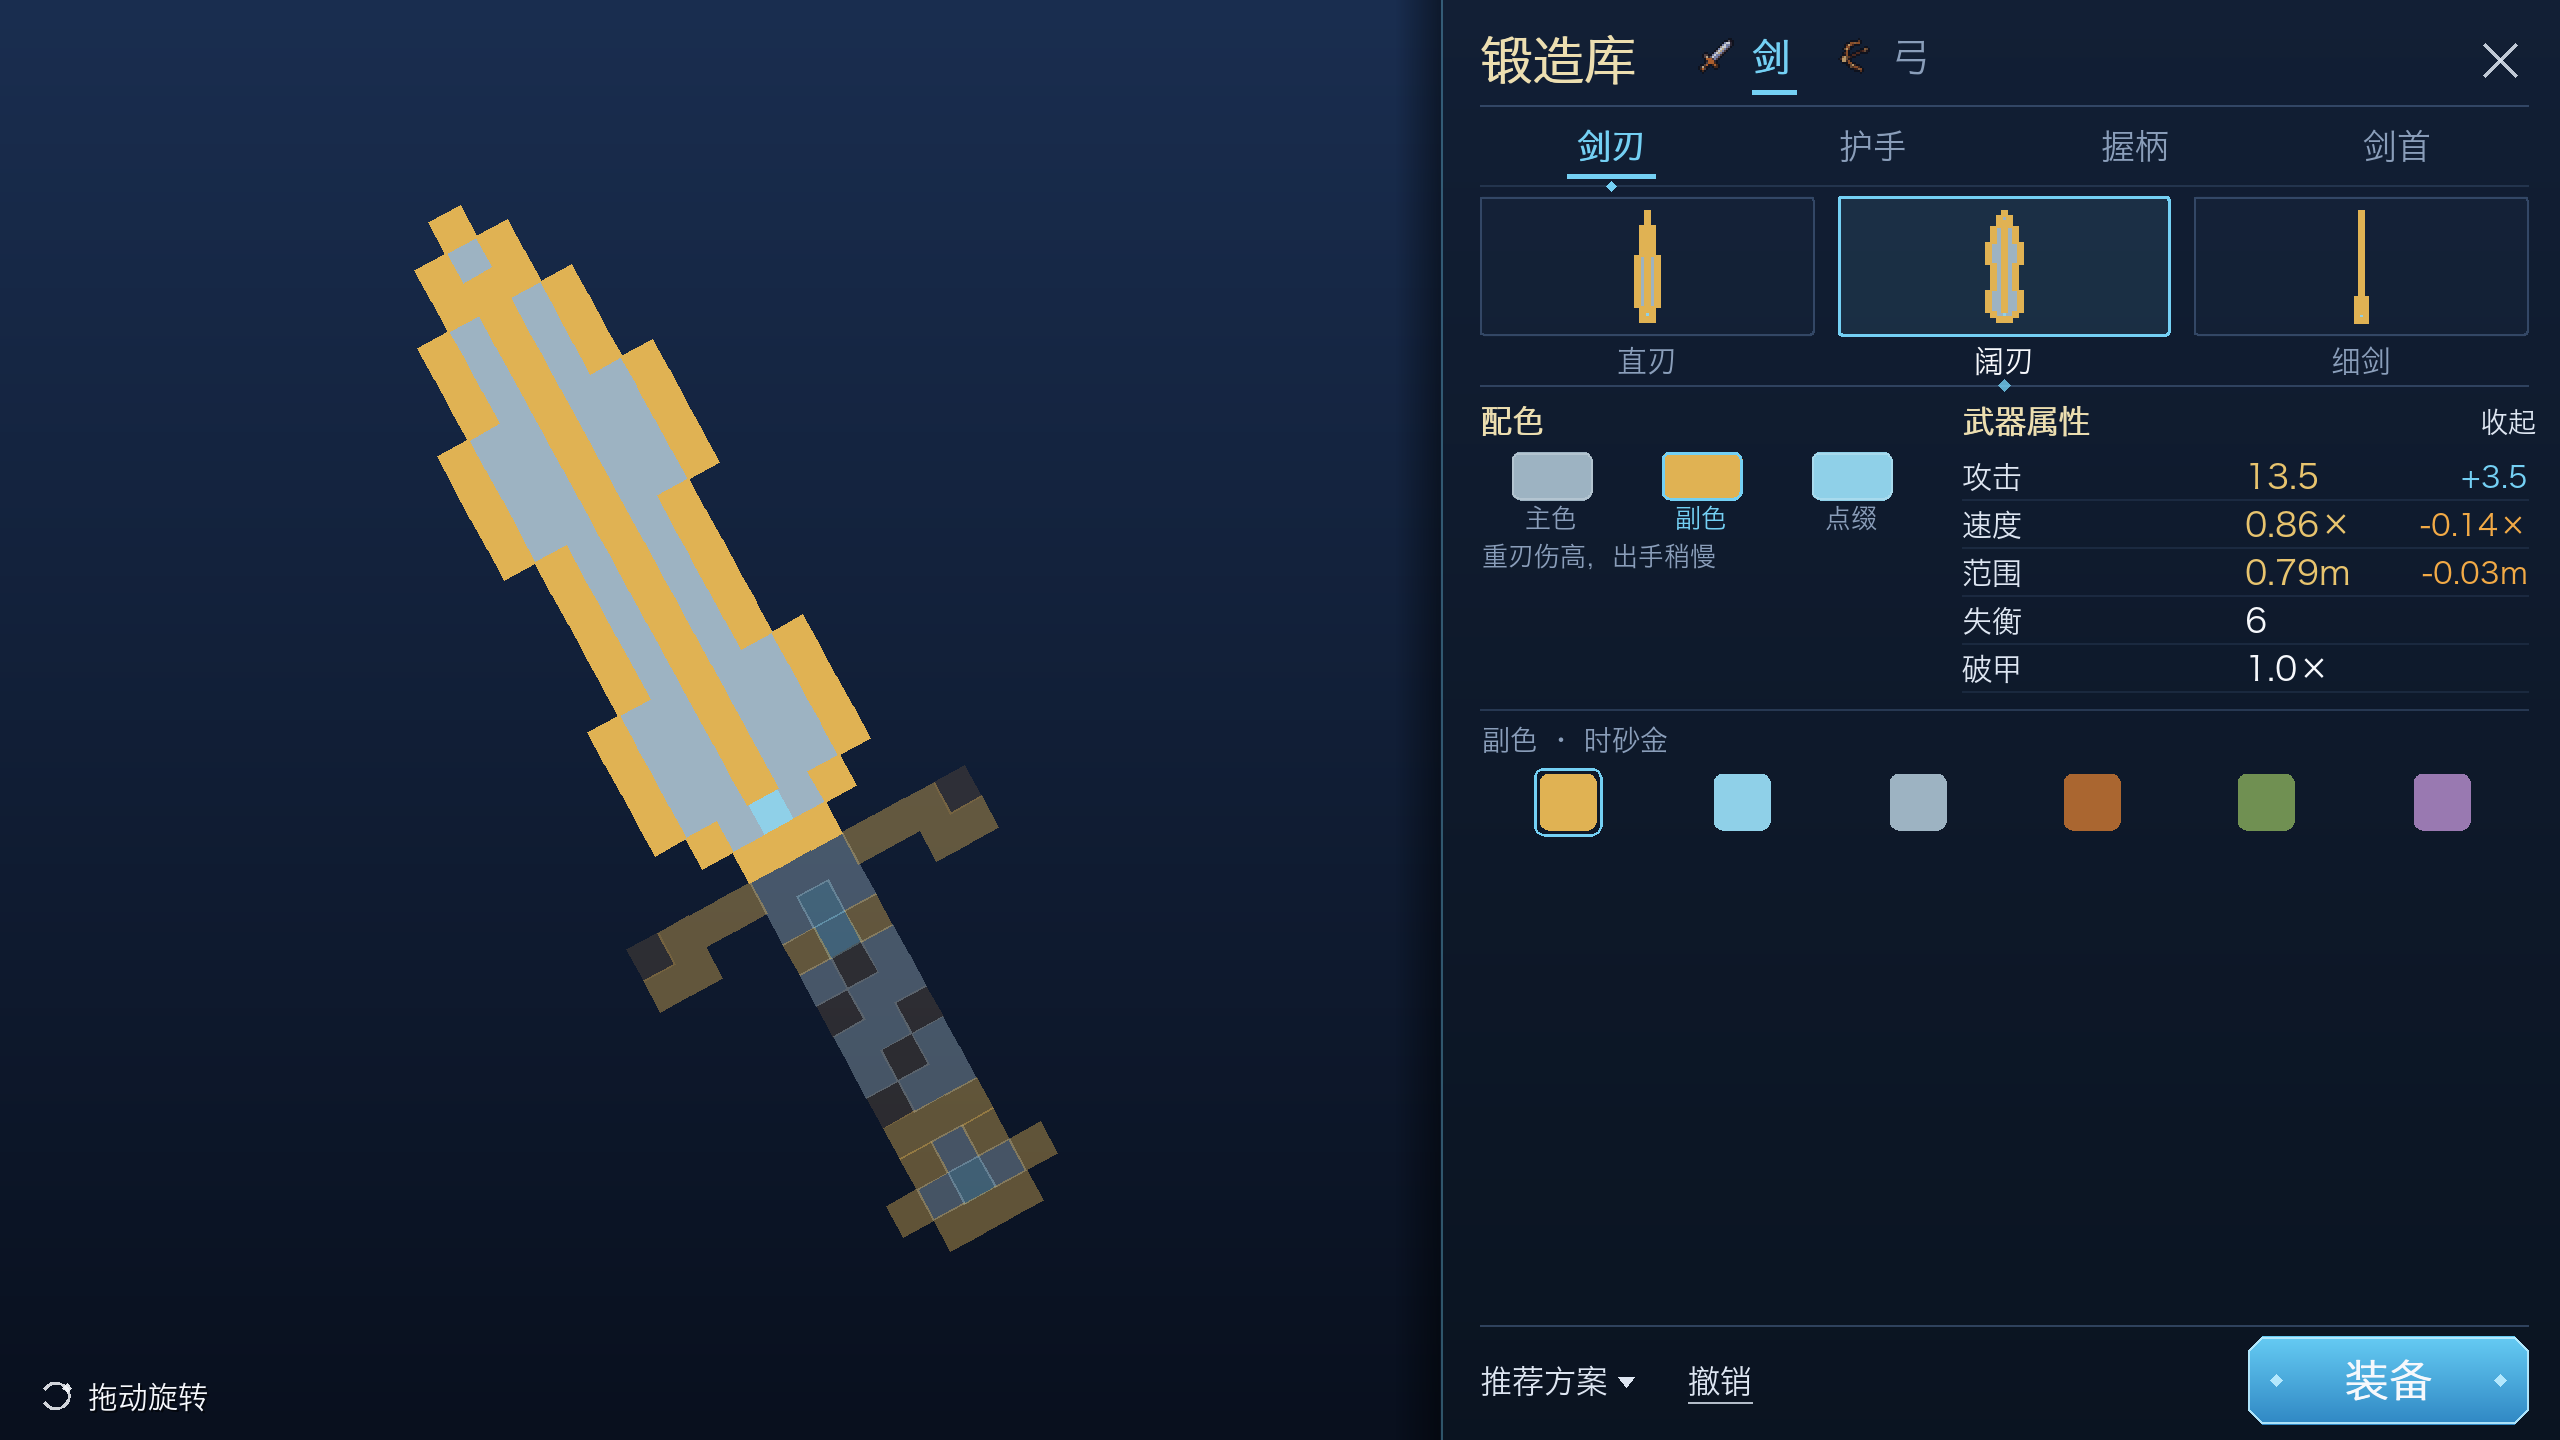 锻造库 剑 弓
剑刃 护手 握柄 剑首
直刃 阔刃 细剑
配色
主色 副色 点缀
重刃伤高，出手稍慢
武器属性 收起
攻击 13.5 +3.5
速度 0.86× -0.14×
范围 0.79m -0.03m
失衡 6
破甲 1.0×
副色 · 时砂金
拖动旋转
推荐方案 撤销 装备